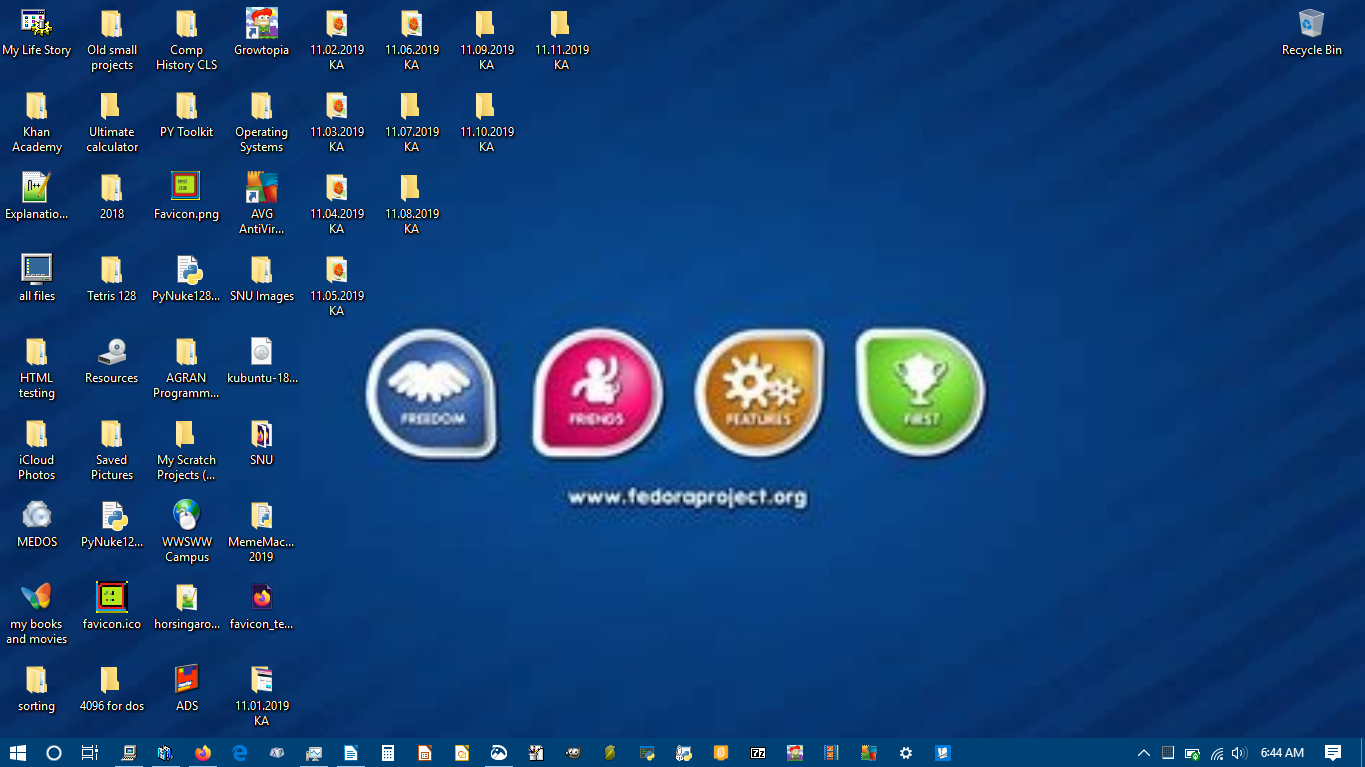 My Life Story
Old small
projects
Comp
History CLS
Growtopia
11.02.2019
KA
11.06.2019
KA
11.09.2019
KA
11.11.2019
KA
Recycle Bin
Khan
Academy
Ultimate
calculator
PY Toolkit
Operating
Systems
11.03.2019
KA
11.07.2019
KA
11.10.2019
KA
Explanatio...
2018
Favicon.png
AVG
AntiVir...
11.04.2019
KA
11.08.2019
KA
all files
Tetris 128
PyNuke128...
SNU Images
11.05.2019
KA
HTML
testing
Resources
AGRAN
Programm...
kubuntu-18...
FREEDOM
FRIENDS
FEATURES
FIRST
iCloud
Photos
Saved
Pictures
My Scratch
Projects (...
SNU
www.fedoraproject.org
MEDOS
PyNuke12...
WWSWW
Campus
MemeMac...
2019
my books
and movies
favicon.ico
horsingaro...
favicon_te...
sorting
4096 for dos
ADS
11.01.2019
KA
6:44 AM